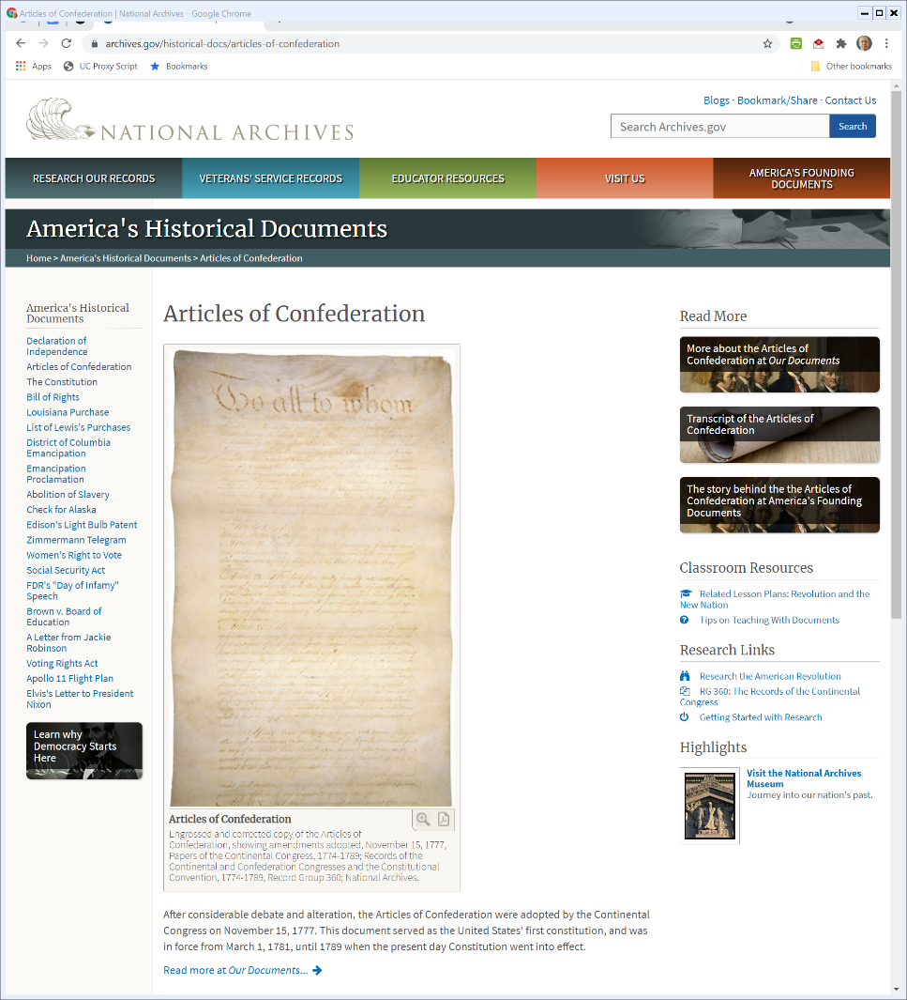 Articles of Confederation | National Archives - Google Chrome
archives.gov/historical-docs/articles-of-confederation
Apps UC Proxy Script Bookmarks Other bookmarks
NATIONAL ARCHIVES
Blogs · Bookmark/Share · Contact Us
Search Archives.gov Search
RESEARCH OUR RECORDS VETERANS' SERVICE RECORDS EDUCATOR RESOURCES VISIT US AMERICA'S FOUNDING
DOCUMENTS
America's Historical Documents
Home > America's Historical Documents > Articles of Confederation
America's Historical
Documents
Declaration of
Independence
Articles of Confederation
The Constitution
Bill of Rights
Louisiana Purchase
List of Lewis's Purchases
District of Columbia
Emancipation
Emancipation
Proclamation
Abolition of Slavery
Check for Alaska
Edison's Light Bulb Patent
Zimmermann Telegram
Women's Right to Vote
Social Security Act
FDR's "Day of Infamy"
Speech
Brown v. Board of
Education
A Letter from Jackie
Robinson
Voting Rights Act
Apollo 11 Flight Plan
Elvis's Letter to President
Nixon
Learn why
Democracy Starts
Here
Articles of Confederation
To all to whom
Articles of Confederation
Engrossed and corrected copy of the Articles of
Confederation, showing amendments adopted, November 15, 1777,
Papers of the Continental Congress, 1774-1789; Records of the
Continental and Confederation Congresses and the Constitutional
Convention, 1774-1789, Record Group 360; National Archives.
After considerable debate and alteration, the Articles of Confederation were adopted by the Continental
Congress on November 15, 1777. This document served as the United States' first constitution, and was
in force from March 1, 1781, until 1789 when the present day Constitution went into effect.
Read more at Our Documents...
Read More
More about the Articles of
Confederation at Our Documents
Transcript of the Articles of
Confederation
The story behind the the Articles of
Confederation at America's Founding
Documents
Classroom Resources
Related Lesson Plans: Revolution and the
New Nation
Tips on Teaching With Documents
Research Links
Research the American Revolution
RG 360: The Records of the Continental
Congress
Getting Started with Research
Highlights
Visit the National Archives
Museum
Journey into our nation's past.